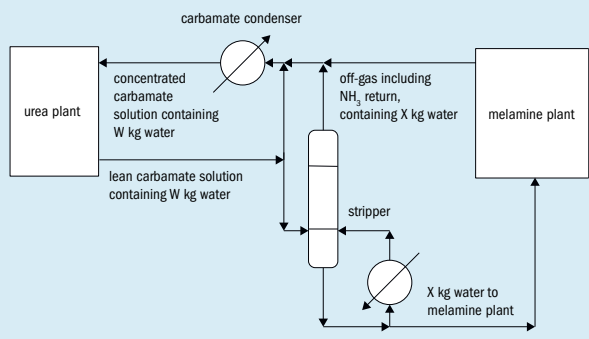 carbamate condenser
urea plant
concentrated
carbamate
solution containing
W kg water
off-gas including
NH₃ return,
containing X kg water
melamine plant
lean carbamate solution
containing W kg water
stripper
X kg water to
melamine plant